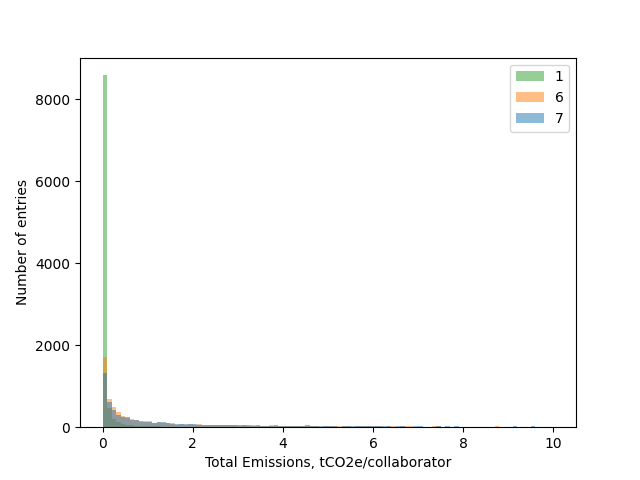 1
6
7
8000
6000
4000
2000
0
Number of entries
0 2 4 6 8 10
Total Emissions, tCO2e/collaborator